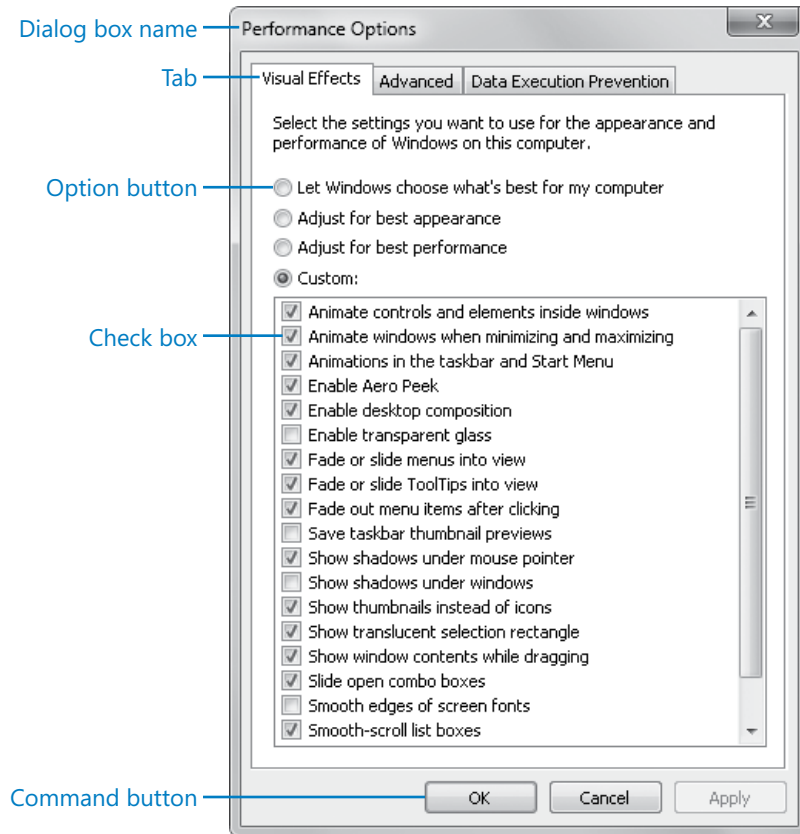 Dialog box name
Performance Options
Tab
Visual Effects Advanced Data Execution Prevention
Select the settings you want to use for the appearance and
performance of Windows on this computer.
Option button
Let Windows choose what's best for my computer
Adjust for best appearance
Adjust for best performance
Custom:
Animate controls and elements inside windows
Check box
Animate windows when minimizing and maximizing
Animations in the taskbar and Start Menu
Enable Aero Peek
Enable desktop composition
Enable transparent glass
Fade or slide menus into view
Fade or slide ToolTips into view
Fade out menu items after clicking
Save taskbar thumbnail previews
Show shadows under mouse pointer
Show shadows under windows
Show thumbnails instead of icons
Show translucent selection rectangle
Show window contents while dragging
Slide open combo boxes
Smooth edges of screen fonts
Smooth-scroll list boxes
Command button
OK Cancel Apply